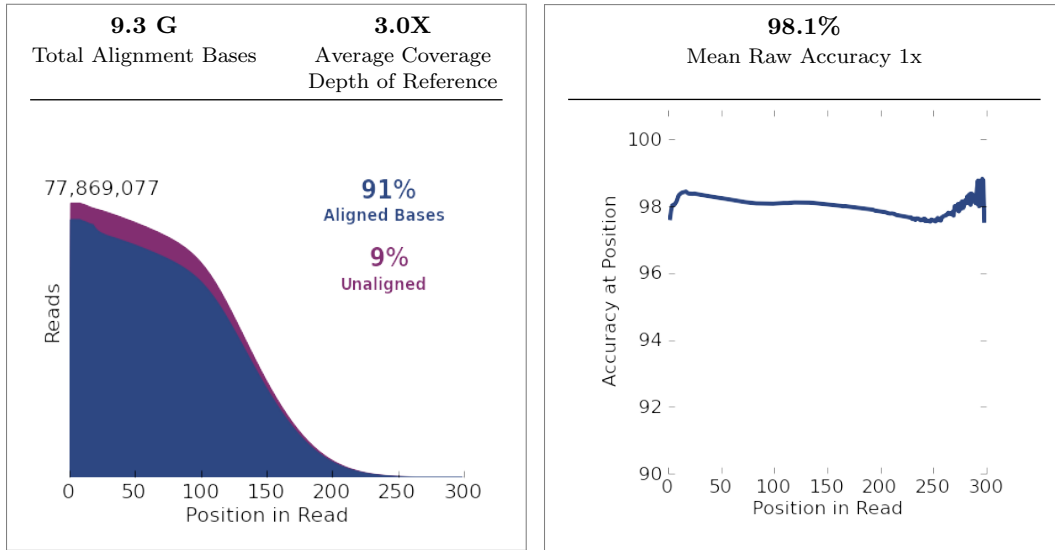 9.3 G
Total Alignment Bases
3.0X
Average Coverage
Depth of Reference
77,869,077
91%
Aligned Bases
9%
Unaligned
Reads
0 50 100 150 200 250 300
Position in Read
98.1%
Mean Raw Accuracy 1x
100
98
96
94
92
90
Accuracy at Position
0 50 100 150 200 250 300
Position in Read